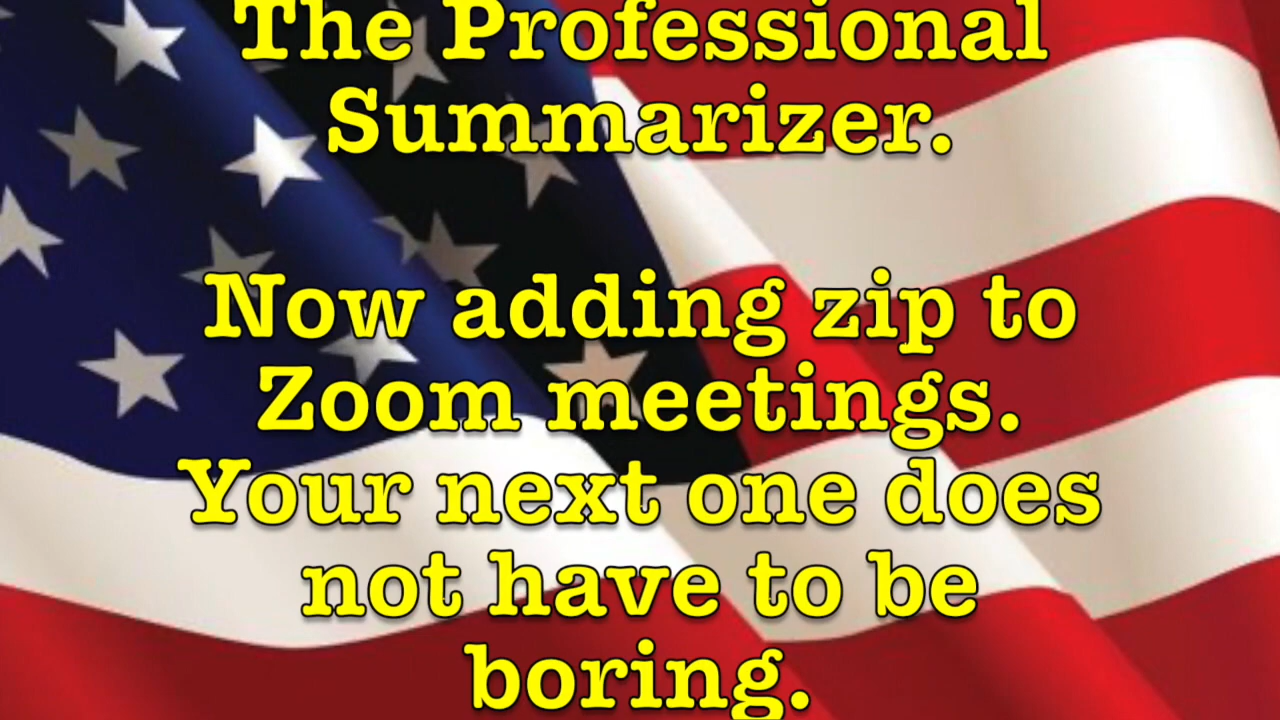 The Professional
Summarizer.
Now adding zip to
Zoom meetings.
Your next one does
not have to be
boring.